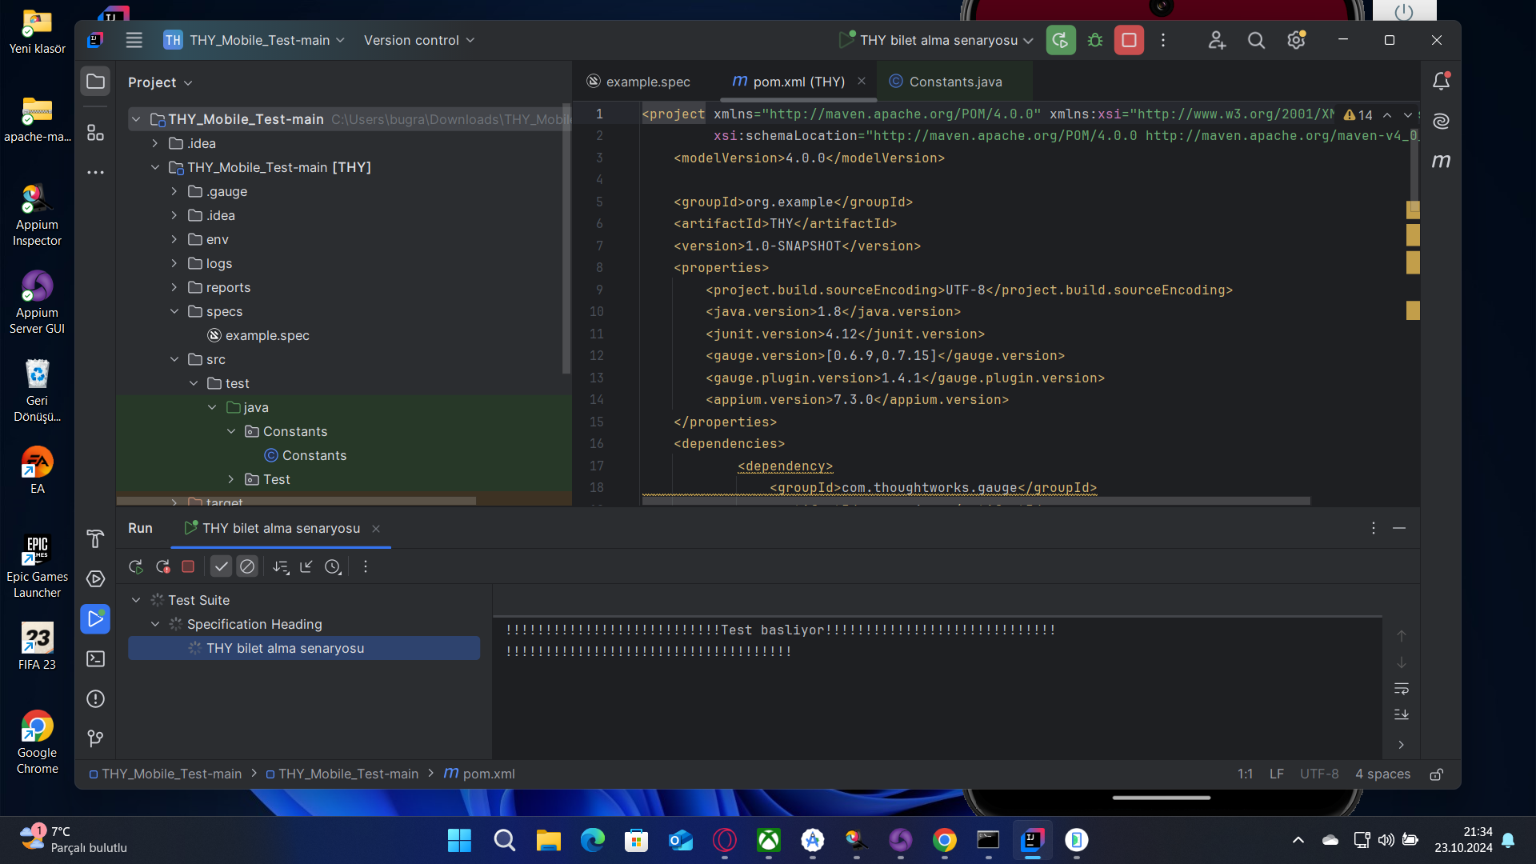 Yeni klasör
apache-ma...
Appium
Inspector
Appium
Server GUI
Geri
Dönüşü...
EA
Epic Games
Launcher
FIFA 23
Google
Chrome
TH THY_Mobile_Test-main
Version control
THY bilet alma senaryosu
Project
THY_Mobile_Test-main C:\Users\bugra\Downloads\THY_Mobile
.idea
THY_Mobile_Test-main [THY]
.gauge
.idea
env
logs
reports
specs
example.spec
src
test
java
Constants
Constants
Test
target
example.spec
pom.xml (THY)
Constants.java
14
1 <project xmlns="http://maven.apache.org/POM/4.0.0" xmlns:xsi="http://www.w3.org/2001/XM
2 xsi:schemaLocation="http://maven.apache.org/POM/4.0.0 http://maven.apache.org/maven-v4_0_
3 <modelVersion>4.0.0</modelVersion>
4
5 <groupId>org.example</groupId>
6 <artifactId>THY</artifactId>
7 <version>1.0-SNAPSHOT</version>
8 <properties>
9 <project.build.sourceEncoding>UTF-8</project.build.sourceEncoding>
10 <java.version>1.8</java.version>
11 <junit.version>4.12</junit.version>
12 <gauge.version>[0.6.9,0.7.15]</gauge.version>
13 <gauge.plugin.version>1.4.1</gauge.plugin.version>
14 <appium.version>7.3.0</appium.version>
15 </properties>
16 <dependencies>
17 <dependency>
18 <groupId>com.thoughtworks.gauge</groupId>
Run
THY bilet alma senaryosu
Test Suite
Specification Heading
THY bilet alma senaryosu
!!!!!!!!!!!!!!!!!!!!!!!!!!!Test basliyor!!!!!!!!!!!!!!!!!!!!!!!!!!!!!
!!!!!!!!!!!!!!!!!!!!!!!!!!!!!!!!!!!!
THY_Mobile_Test-main > THY_Mobile_Test-main > pom.xml
1:1 LF UTF-8 4 spaces
1
7°C
Parçalı bulutlu
21:34
23.10.2024